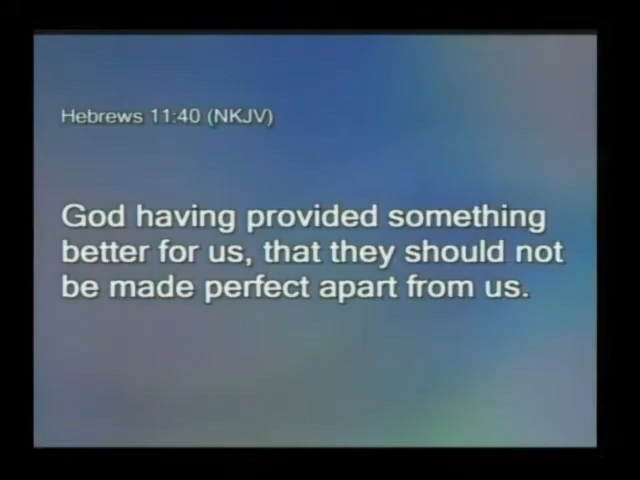 Hebrews 11:40 (NKJV)
God having provided something
better for us, that they should not
be made perfect apart from us.